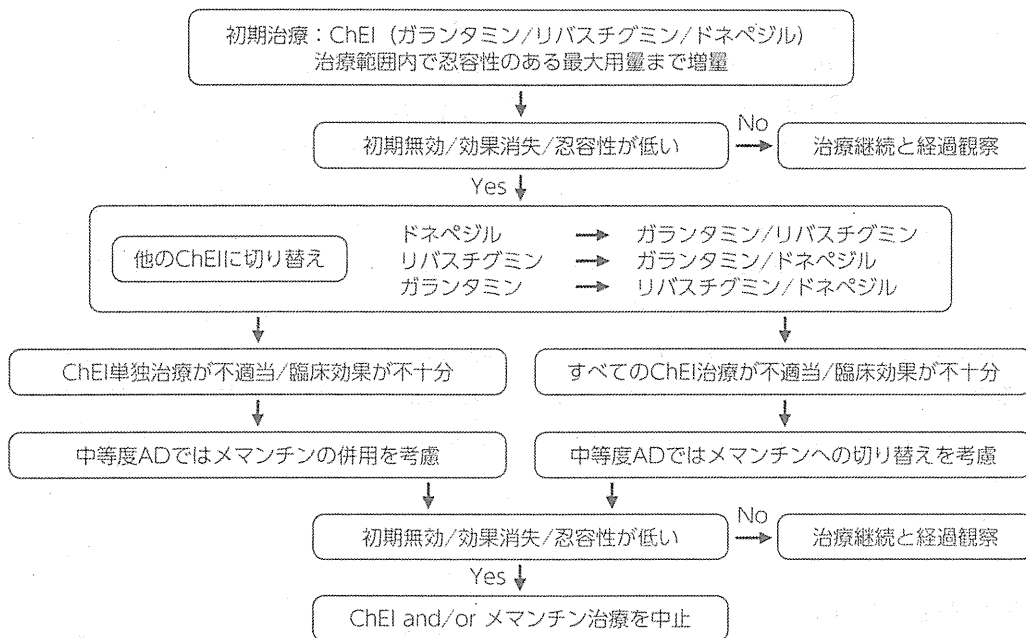 初期治療：ChEI（ガランタミン/リバスチグミン/ドネペジル）
治療範囲内で忍容性のある最大用量まで増量
初期無効/効果消失/忍容性が低い
No
治療継続と経過観察
Yes
他のChEIに切り替え
ドネペジル → ガランタミン/リバスチグミン
リバスチグミン → ガランタミン/ドネペジル
ガランタミン → リバスチグミン/ドネペジル
ChEI単独治療が不適当/臨床効果が不十分
すべてのChEI治療が不適当/臨床効果が不十分
中等度ADではメマンチンの併用を考慮
中等度ADではメマンチンへの切り替えを考慮
初期無効/効果消失/忍容性が低い
No
治療継続と経過観察
Yes
ChEI and/or メマンチン治療を中止